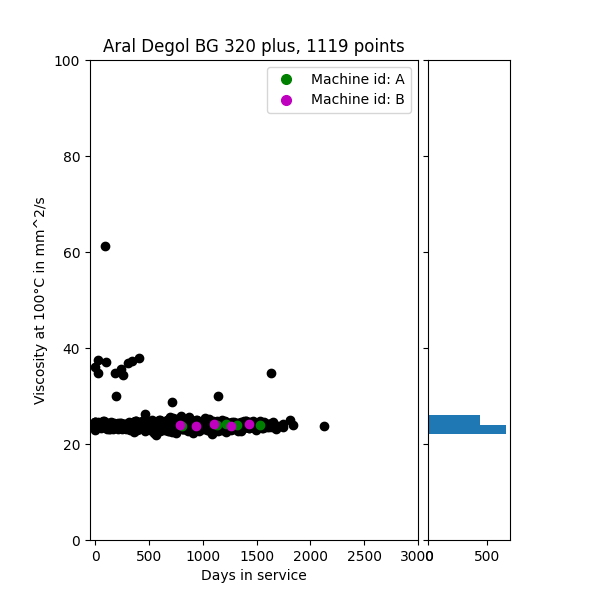 Aral Degol BG 320 plus, 1119 points
Machine id: A
Machine id: B
Viscosity at 100°C in mm^2/s
100
80
60
40
20
0
0 500 1000 1500 2000 2500 3000
0 500
Days in service